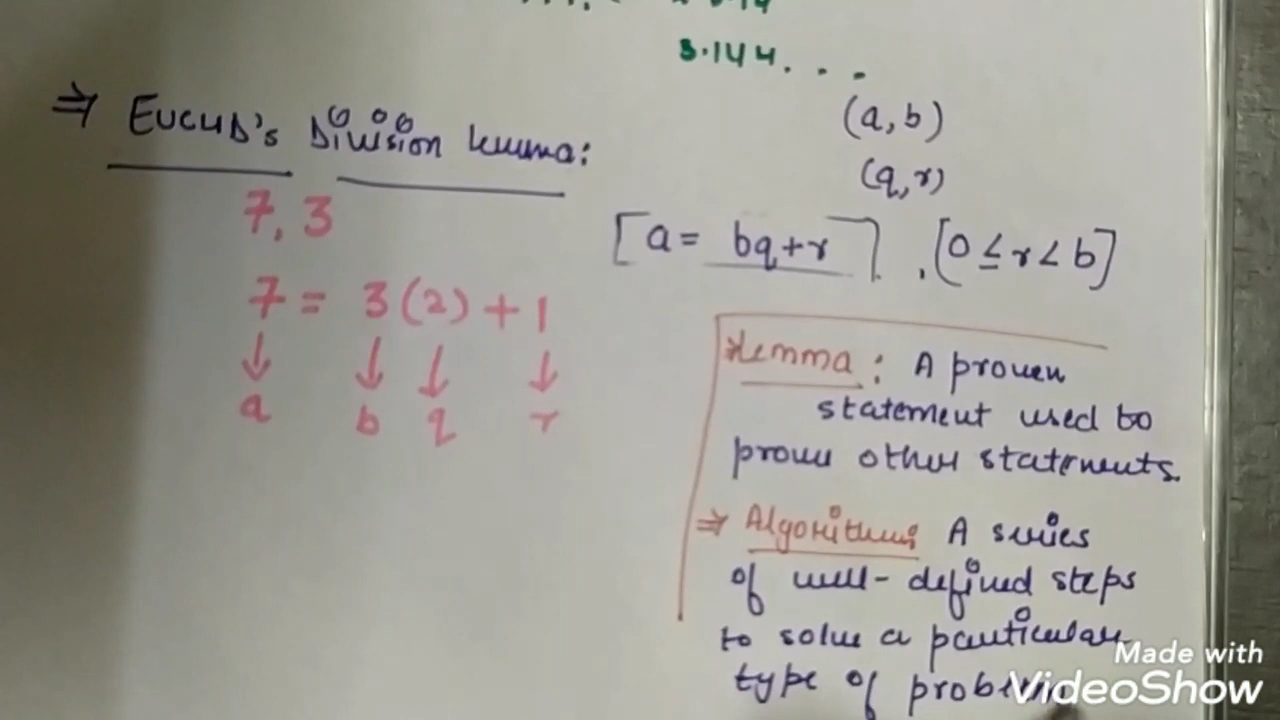 3.144...
⇒ Euclid's Division lemma:
7, 3
7 = 3(2) + 1
↓ ↓ ↓ ↓
a b q r
(a, b)
(q, r)
[a = bq+r], [0 ≤ r < b]
*Lemma: A proven
statement used to
prove other statements.
⇒ Algorithm: A series
of well-defined steps
to solve a particular
type of problem
Made with
VideoShow